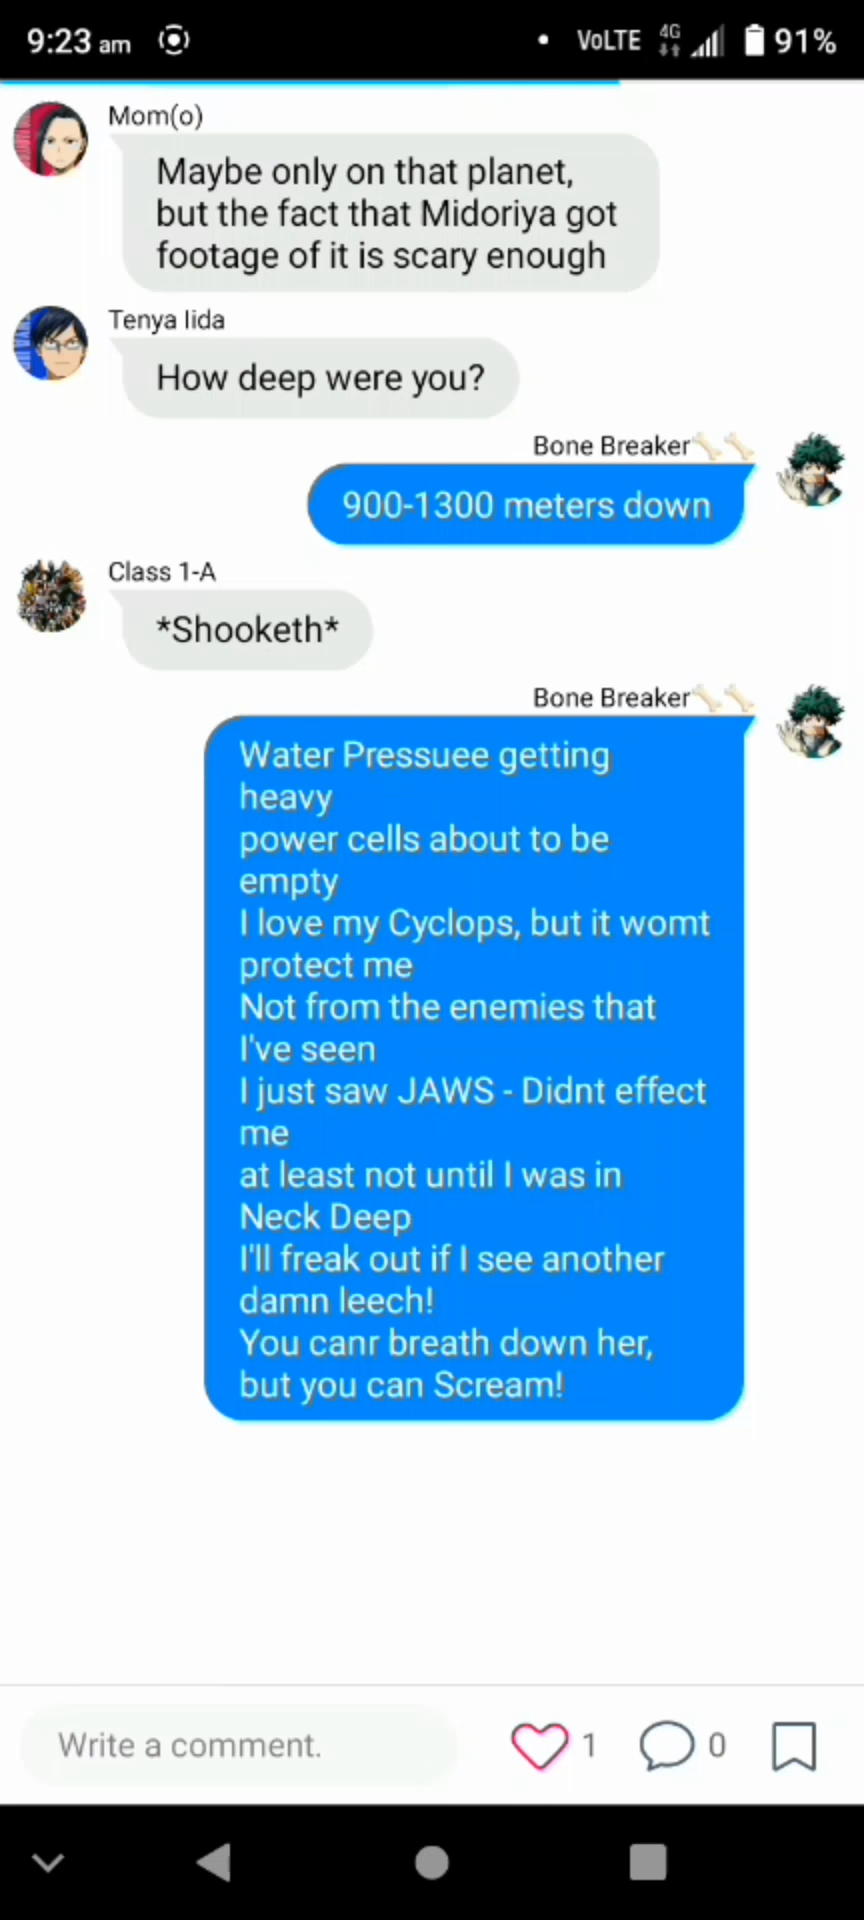 9:23 am
VoLTE 4G 91%
Mom(o)
Maybe only on that planet,
but the fact that Midoriya got
footage of it is scary enough
Tenya Iida
How deep were you?
Bone Breaker🦴🦴
900-1300 meters down
Class 1-A
*Shooketh*
Bone Breaker🦴🦴
Water Pressuee getting
heavy
power cells about to be
empty
I love my Cyclops, but it womt
protect me
Not from the enemies that
I've seen
I just saw JAWS - Didnt effect
me
at least not until I was in
Neck Deep
I'll freak out if I see another
damn leech!
You canr breath down her,
but you can Scream!
Write a comment.
1
0